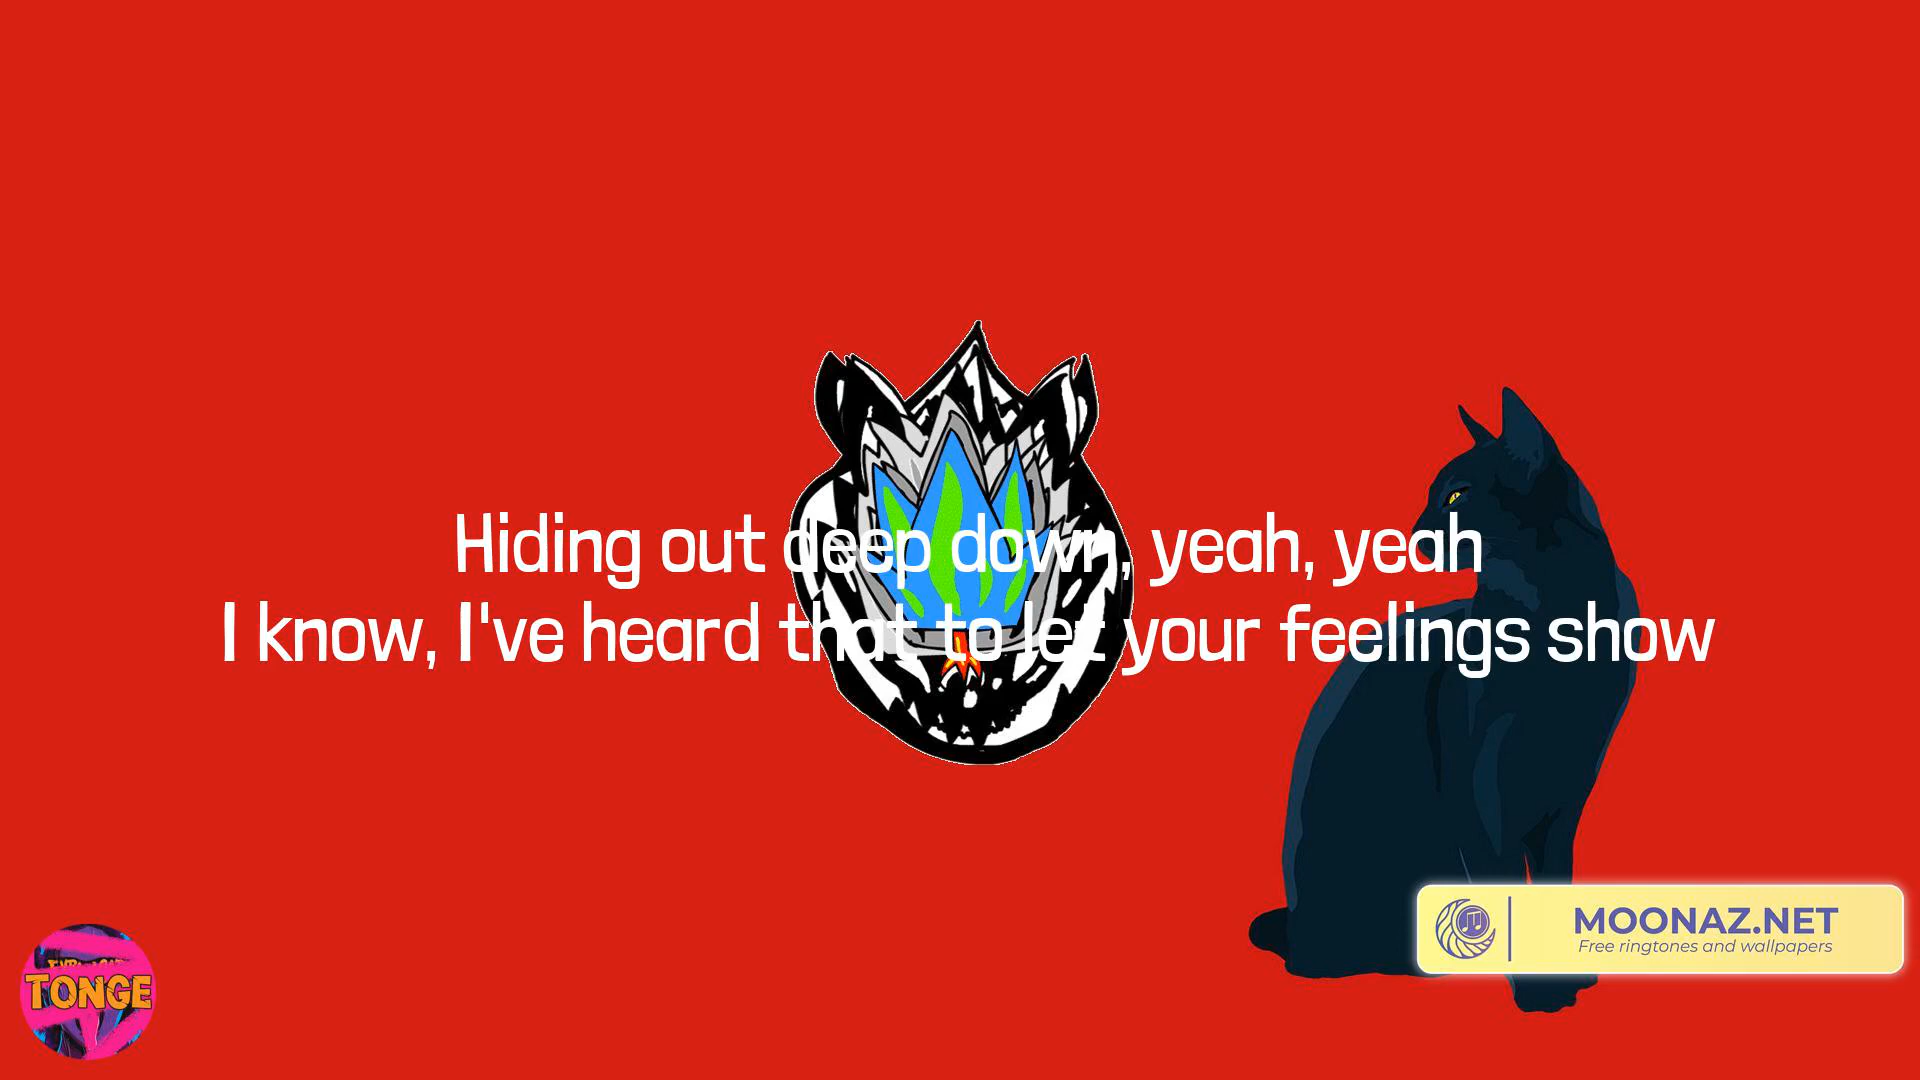 Hiding out deep down, yeah, yeah
I know, I've heard that to let your feelings show
MOONAZ.NET
Free ringtones and wallpapers
TONGE